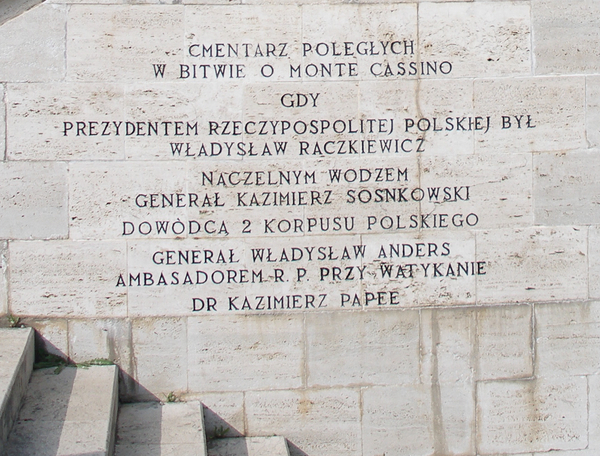 CMENTARZ POLEGŁYCH
W BITWIE O MONTE CASSINO
GDY
PREZYDENTEM RZECZYPOSPOLITEJ POLSKIEJ BYŁ
WŁADYSŁAW RACZKIEWICZ
NACZELNYM WODZEM
GENERAŁ KAZIMIERZ SOSNKOWSKI
DOWÒDCĄ 2 KORPUSU POLSKIEGO
GENERAŁ WŁADYSŁAW ANDERS
AMBASADOREM R. P. PRZY WATYKANIE
DR KAZIMIERZ PAPEE